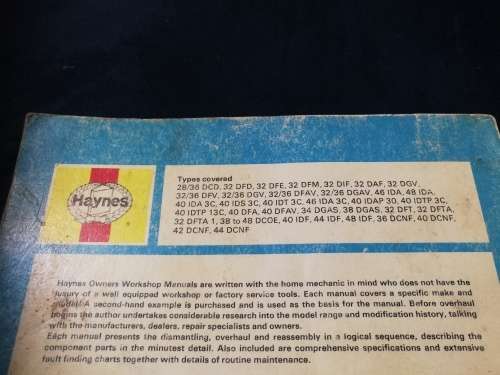 Haynes
Types covered
28/36 DCD, 32 DFD, 32 DFE, 32 DFM, 32 DIF, 32 DAF, 32 DGV,
32/36 DFV, 32/36 DGV, 32/36 DFAV, 32/36 DGAV, 46 IDA, 48 IDA,
40 IDA 3C, 40 IDS 3C, 40 IDT 3C, 46 IDA 3C, 40 IDAP 30, 40 IDTP 3C,
40 IDTP 13C, 40 DFA, 40 DFAV, 34 DGAS, 38 DGAS, 32 DFT, 32 DFTA,
32 DFTA 1, 38 to 48 DCOE, 40 IDF, 44 IDF, 48 IDF, 36 DCNF, 40 DCNF,
42 DCNF, 44 DCNF
Haynes Owners Workshop Manuals are written with the home mechanic in mind who does not have the
luxury of a well equipped workshop or factory service tools. Each manual covers a specific make and
model. A second-hand example is purchased and is used as the basis for the manual. Before overhaul
begins the author undertakes considerable research into the model range and modification history, talking
with the manufacturers, dealers, repair specialists and owners.
Each manual presents the dismantling, overhaul and reassembly in a logical sequence, describing the
component parts in the minutest detail. Also included are comprehensive specifications and extensive
fault finding charts together with details of routine maintenance.